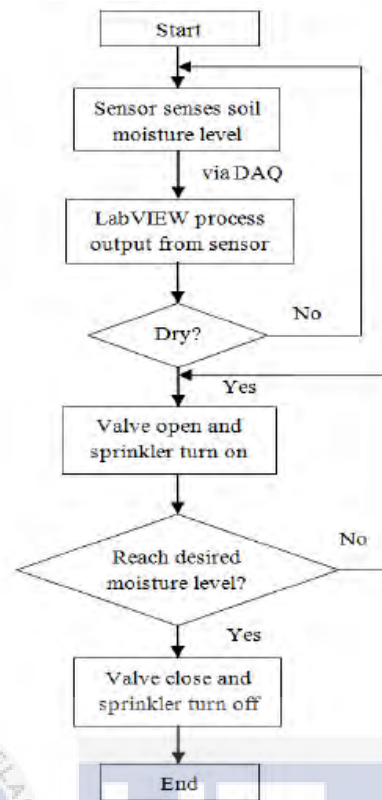 Start
Sensor senses soil
moisture level
via DAQ
LabVIEW process
output from sensor
No
Dry?
Yes
Valve open and
sprinkler turn on
No
Reach desired
moisture level?
Yes
Valve close and
sprinkler turn off
End